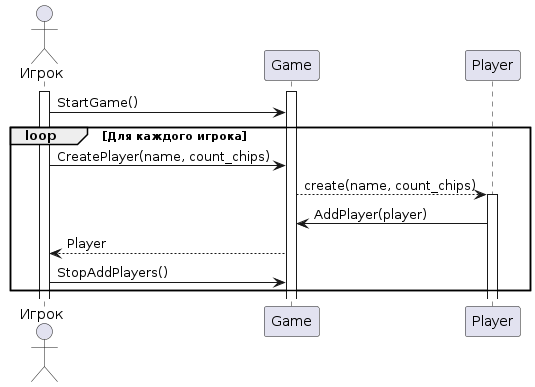 Игрок
Game
Player
StartGame()
loop [Для каждого игрока]
CreatePlayer(name, count_chips)
create(name, count_chips)
AddPlayer(player)
Player
StopAddPlayers()
Игрок
Game
Player